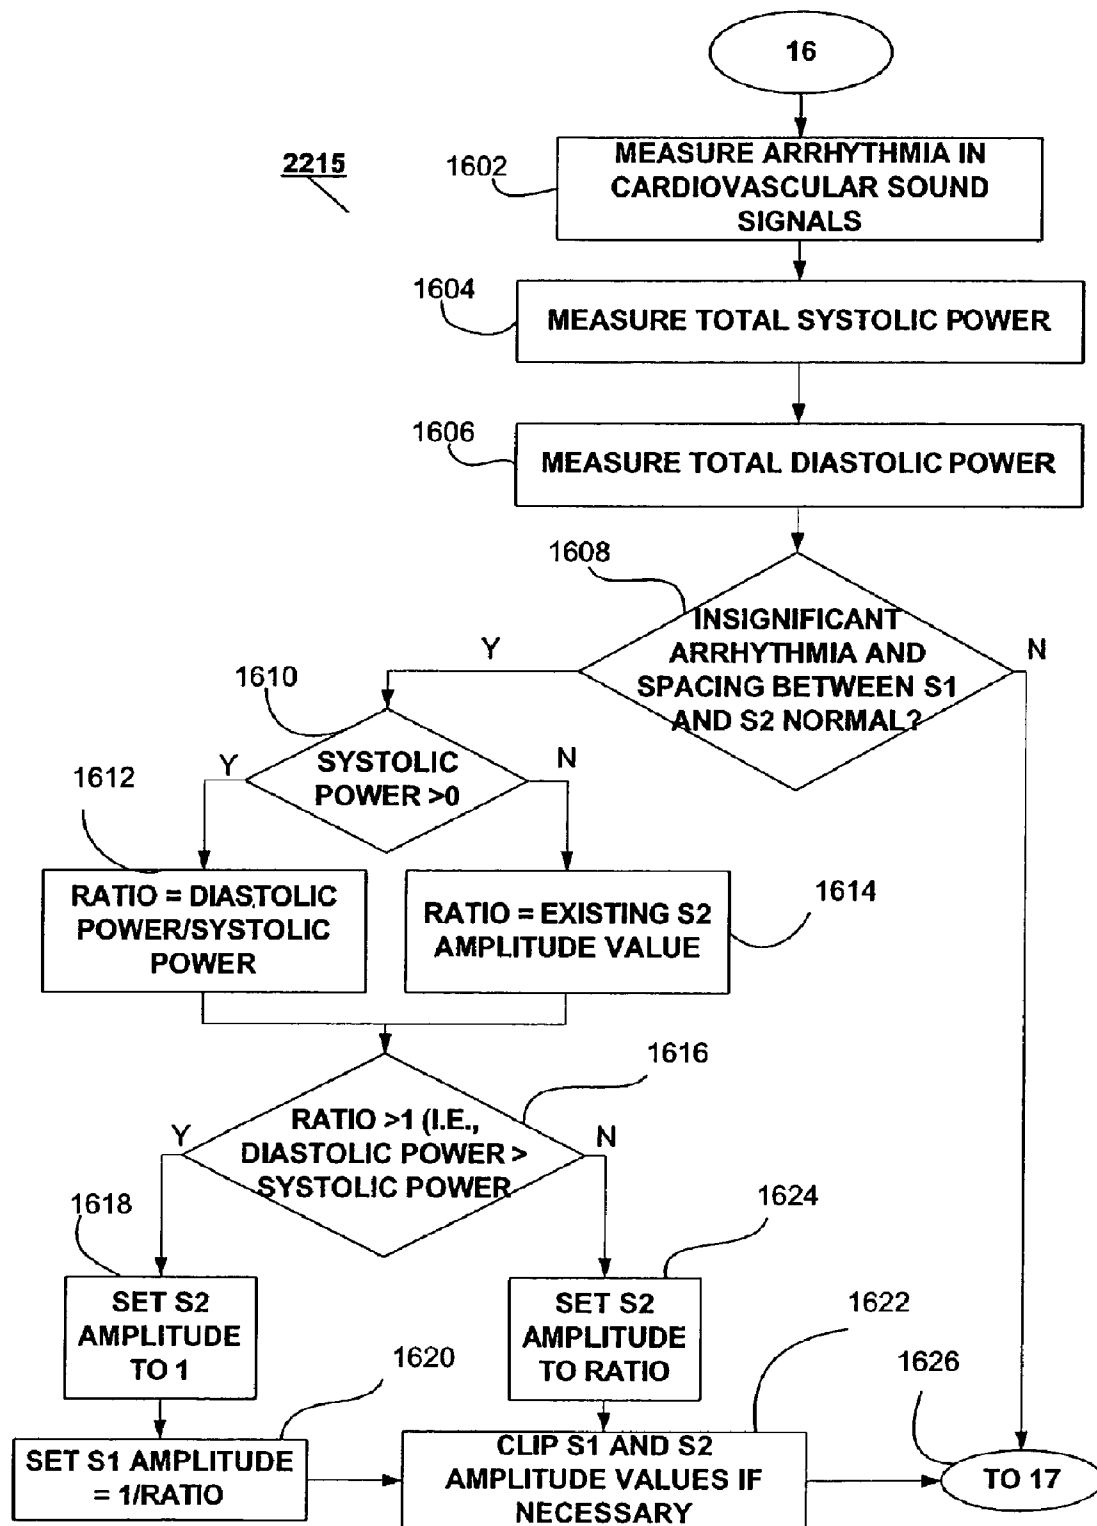 16
2215
1602
MEASURE ARRHYTHMIA IN
CARDIOVASCULAR SOUND
SIGNALS
1604
MEASURE TOTAL SYSTOLIC POWER
1606
MEASURE TOTAL DIASTOLIC POWER
1608
INSIGNIFICANT
ARRHYTHMIA AND
SPACING BETWEEN S1
AND S2 NORMAL?
Y
N
1610
SYSTOLIC
POWER >0
Y
N
1612
RATIO = DIASTOLIC
POWER/SYSTOLIC
POWER
RATIO = EXISTING S2
AMPLITUDE VALUE
1614
1616
RATIO >1 (I.E.,
DIASTOLIC POWER >
SYSTOLIC POWER
Y
N
1618
SET S2
AMPLITUDE
TO 1
1624
SET S2
AMPLITUDE
TO RATIO
1620
SET S1 AMPLITUDE
= 1/RATIO
1622
CLIP S1 AND S2
AMPLITUDE VALUES IF
NECESSARY
1626
TO 17